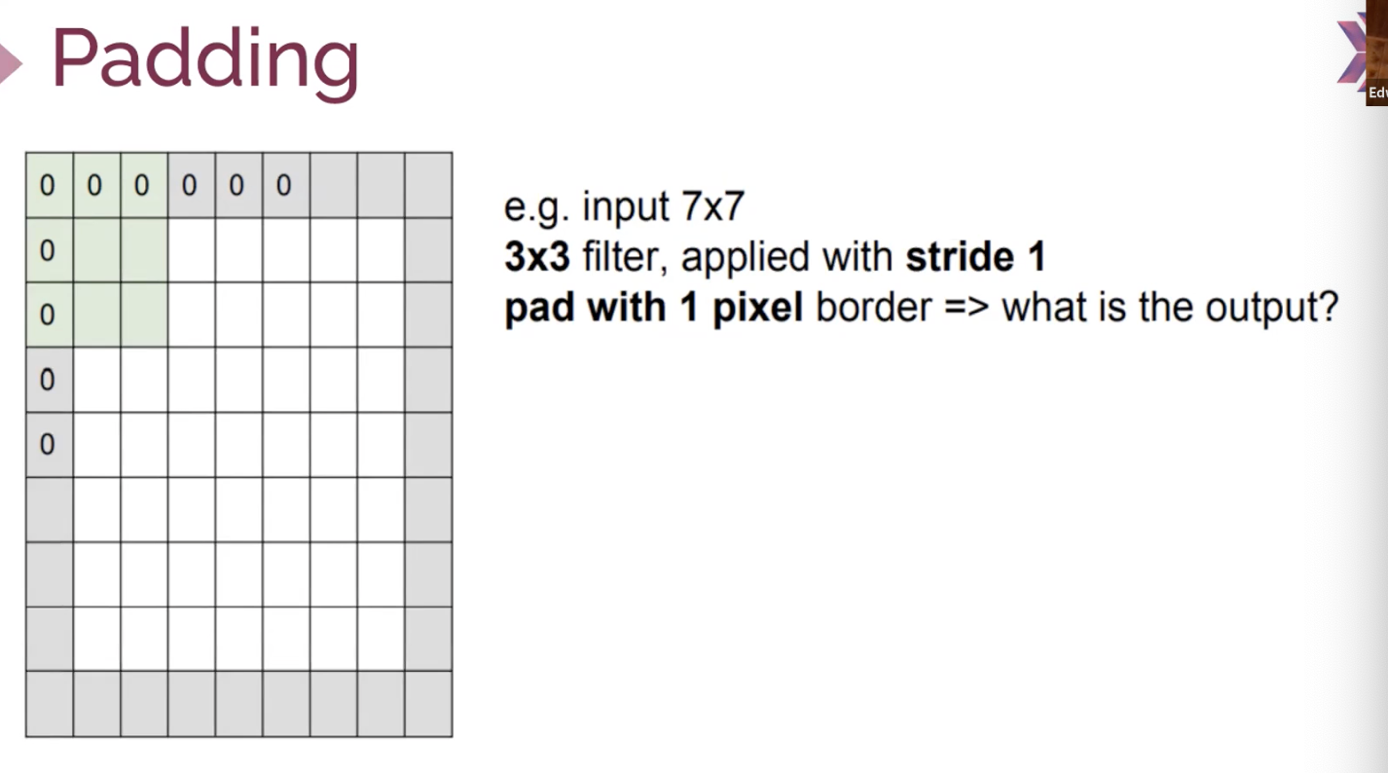 Padding
Edv
0 0 0 0 0 0
0
0
0
0
e.g. input 7x7
3x3 filter, applied with stride 1
pad with 1 pixel border => what is the output?